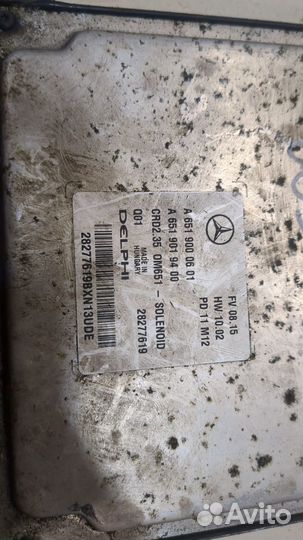 FV 08.15
HW 10.02
PD 11 M12
A 651 900 06 01
A 651 901 94 00
CRD2.35 OM651 - SOLENOID
001 MADE IN HUNGARY 28277619
DELPHI
28277619BXN13UDE
Avito